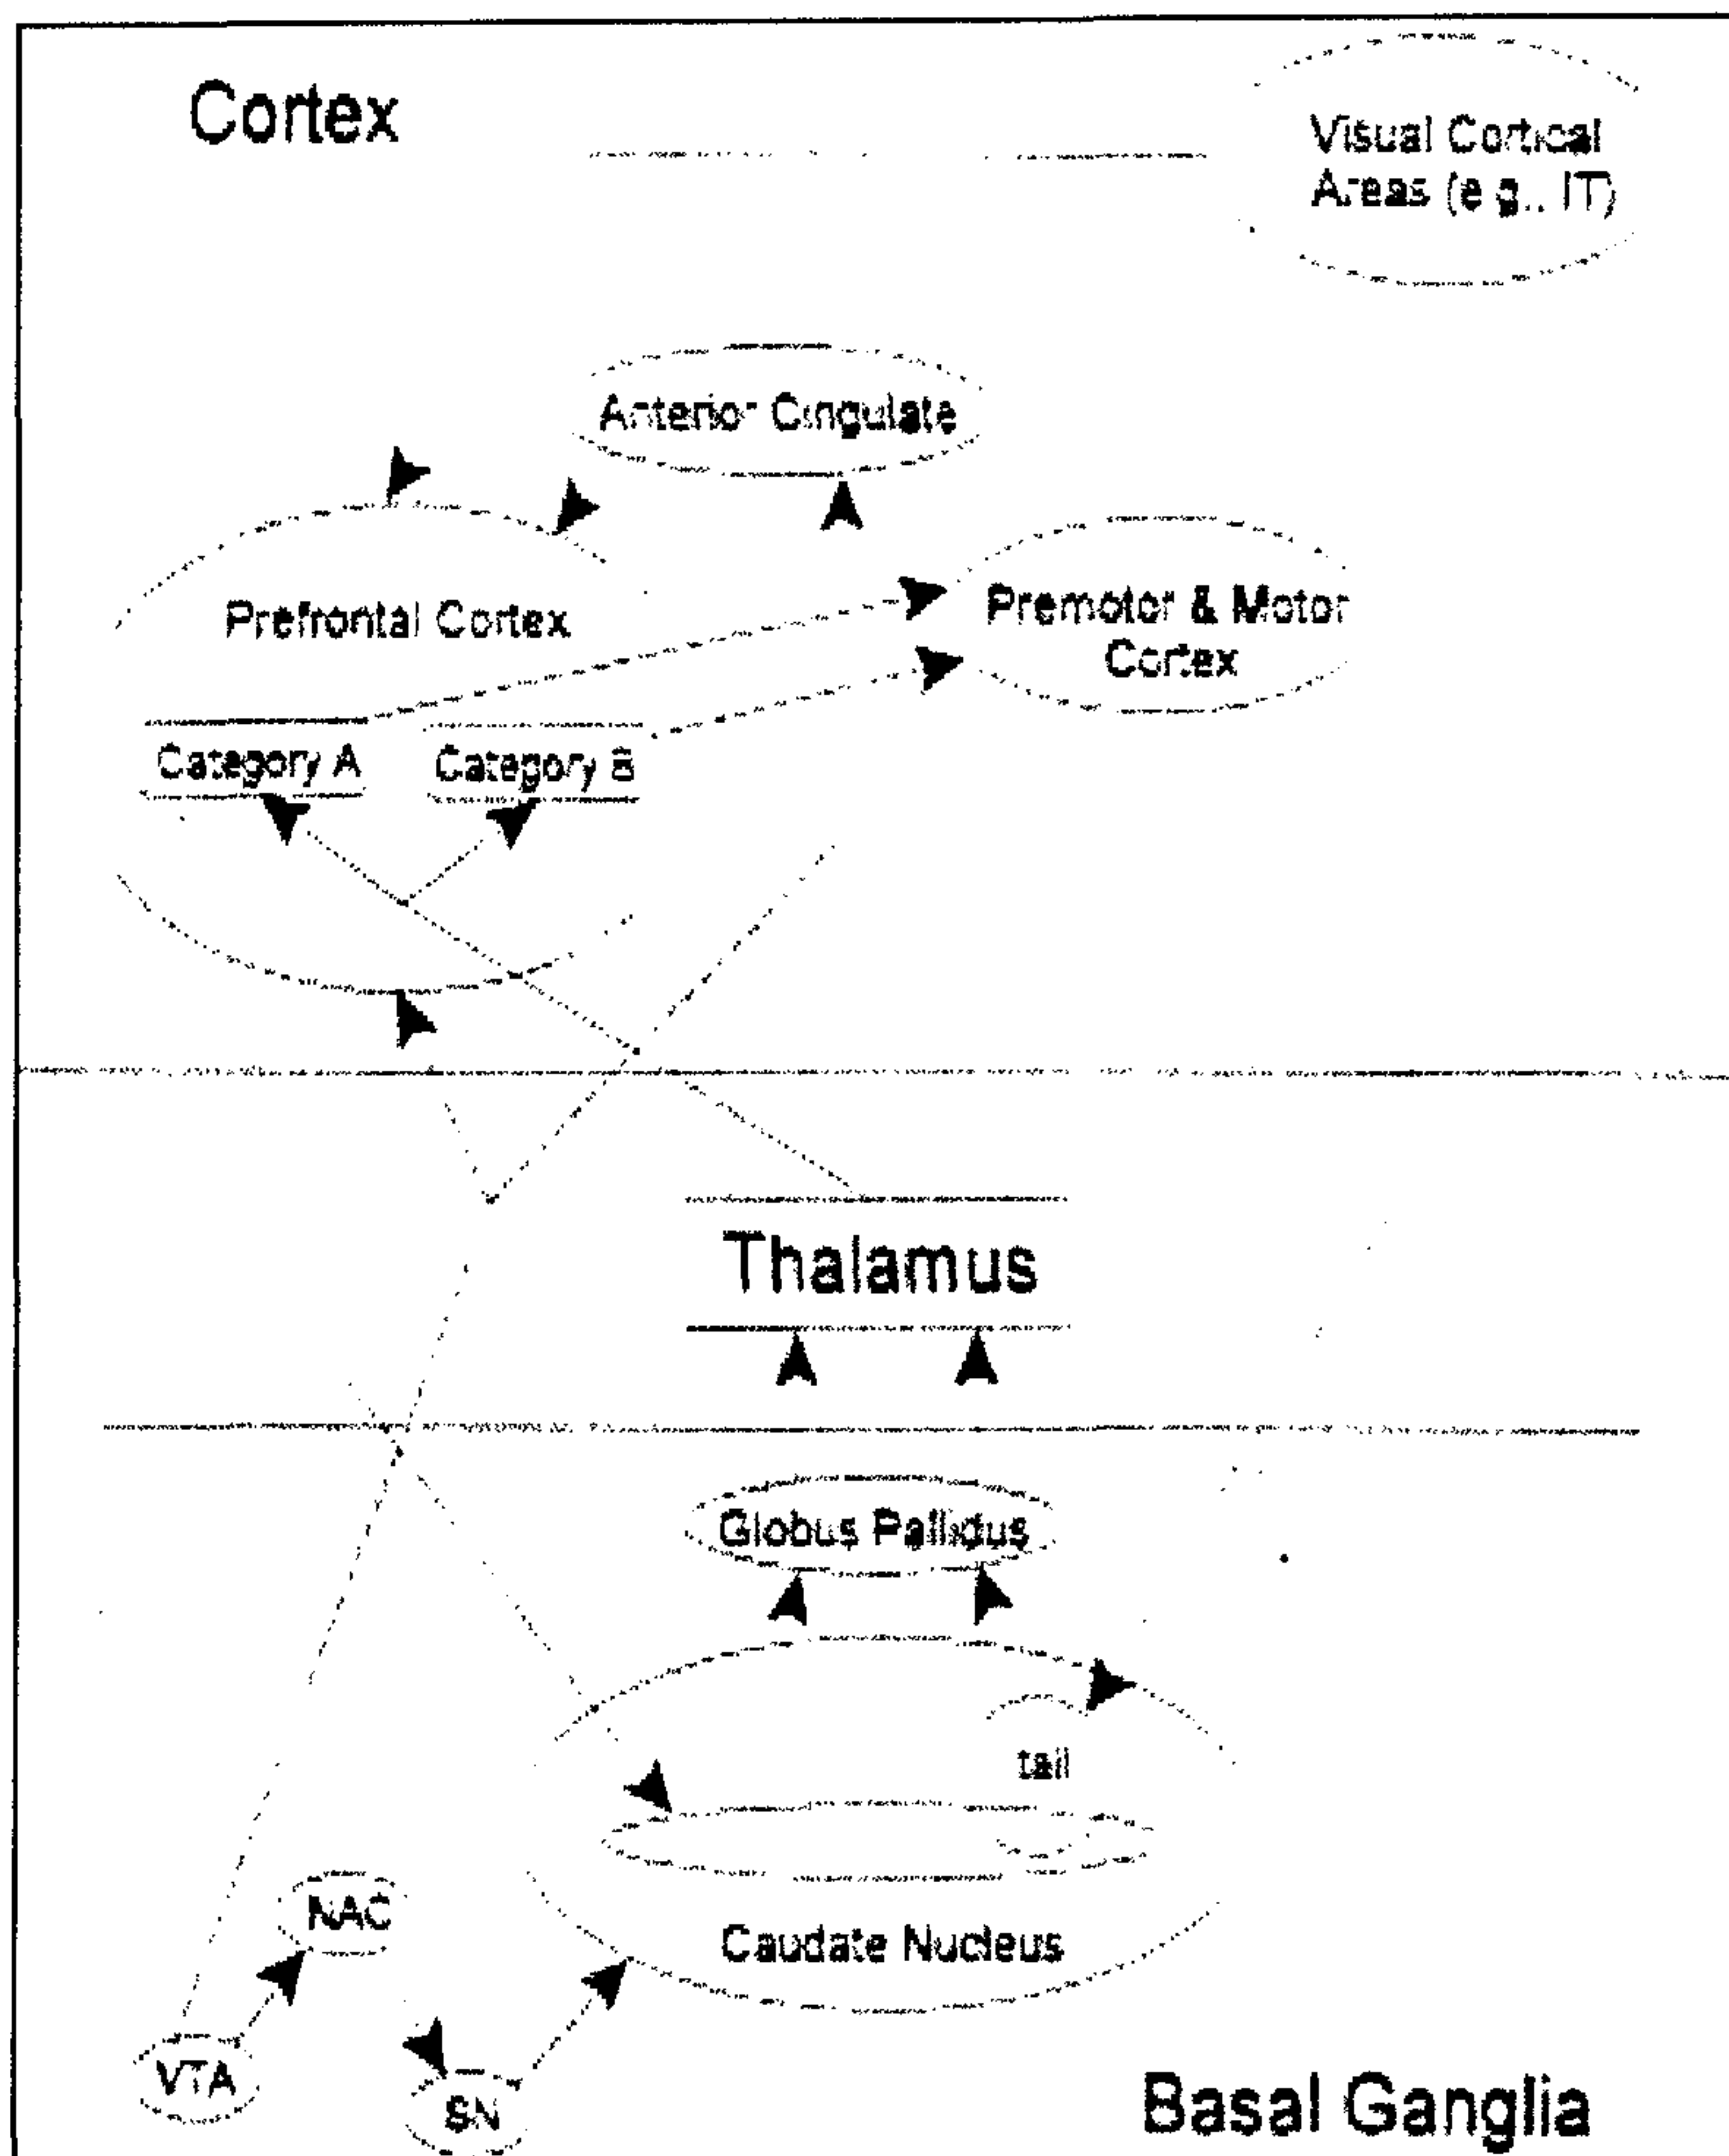 Cortex
Visual Cortical
Areas (e.g., IT)
Anterior Cingulate
Prefrontal Cortex
Premotor & Motor
Cortex
Category A
Category B
Thalamus
Globus Pallidus
tail
NAC
Caudate Nucleus
VTA
SN
Basal Ganglia